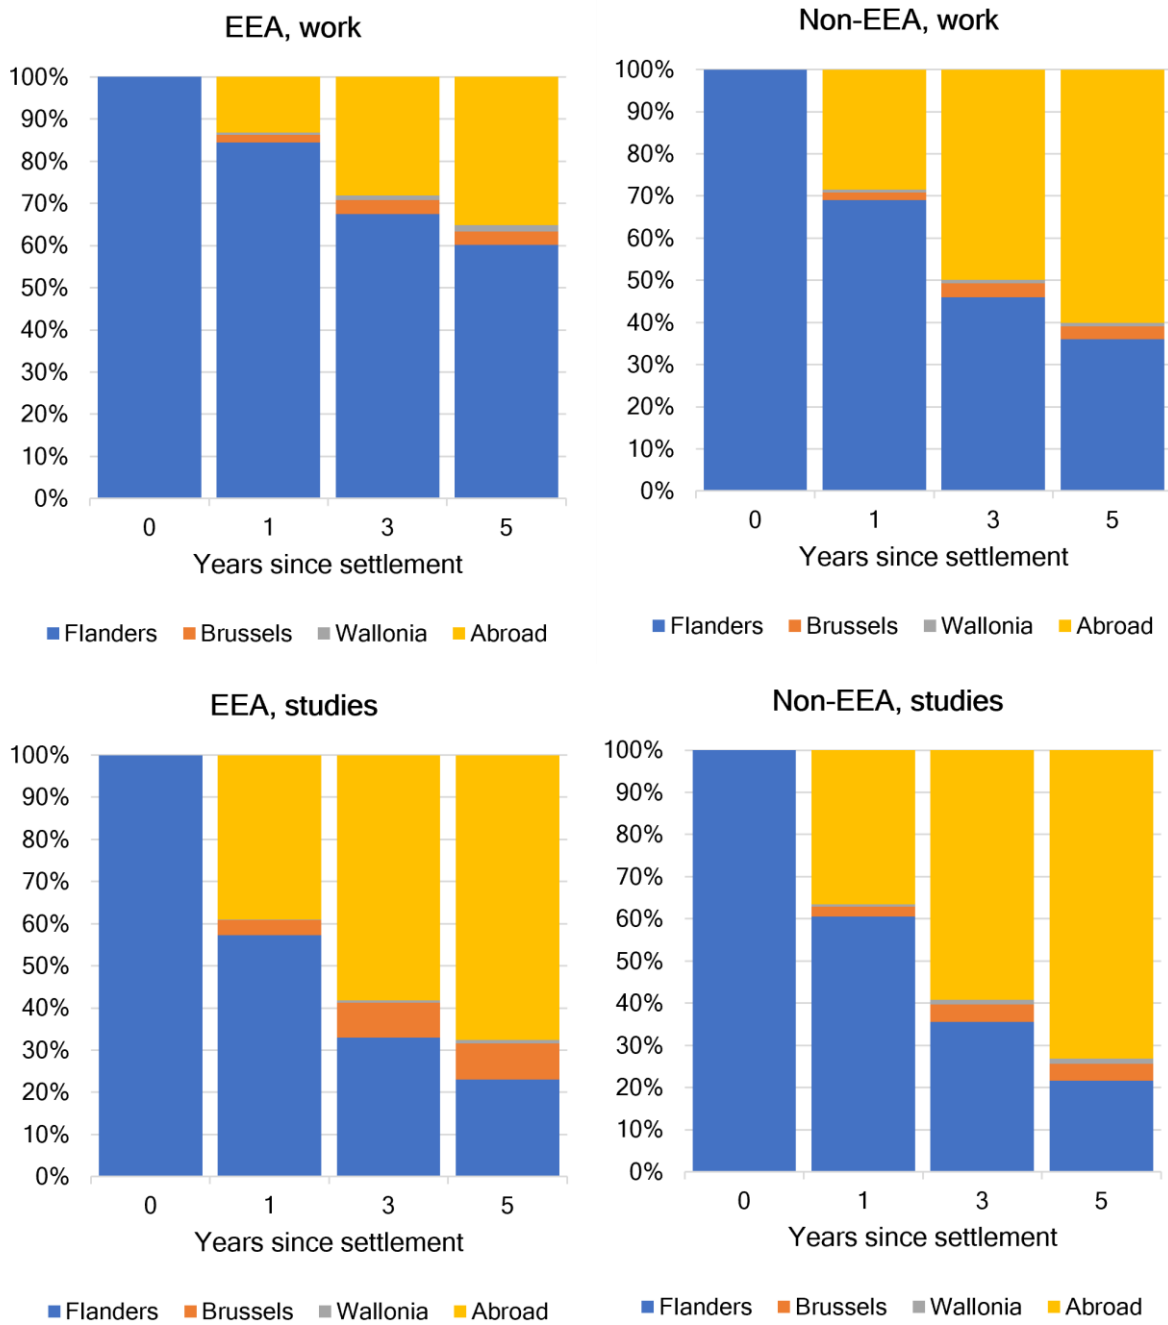 EEA, work
100%
90%
80%
70%
60%
50%
40%
30%
20%
10%
0%
0 1 3 5
Years since settlement
Flanders Brussels Wallonia Abroad
Non-EEA, work
100%
90%
80%
70%
60%
50%
40%
30%
20%
10%
0%
0 1 3 5
Years since settlement
Flanders Brussels Wallonia Abroad
EEA, studies
100%
90%
80%
70%
60%
50%
40%
30%
20%
10%
0%
0 1 3 5
Years since settlement
Flanders Brussels Wallonia Abroad
Non-EEA, studies
100%
90%
80%
70%
60%
50%
40%
30%
20%
10%
0%
0 1 3 5
Years since settlement
Flanders Brussels Wallonia Abroad